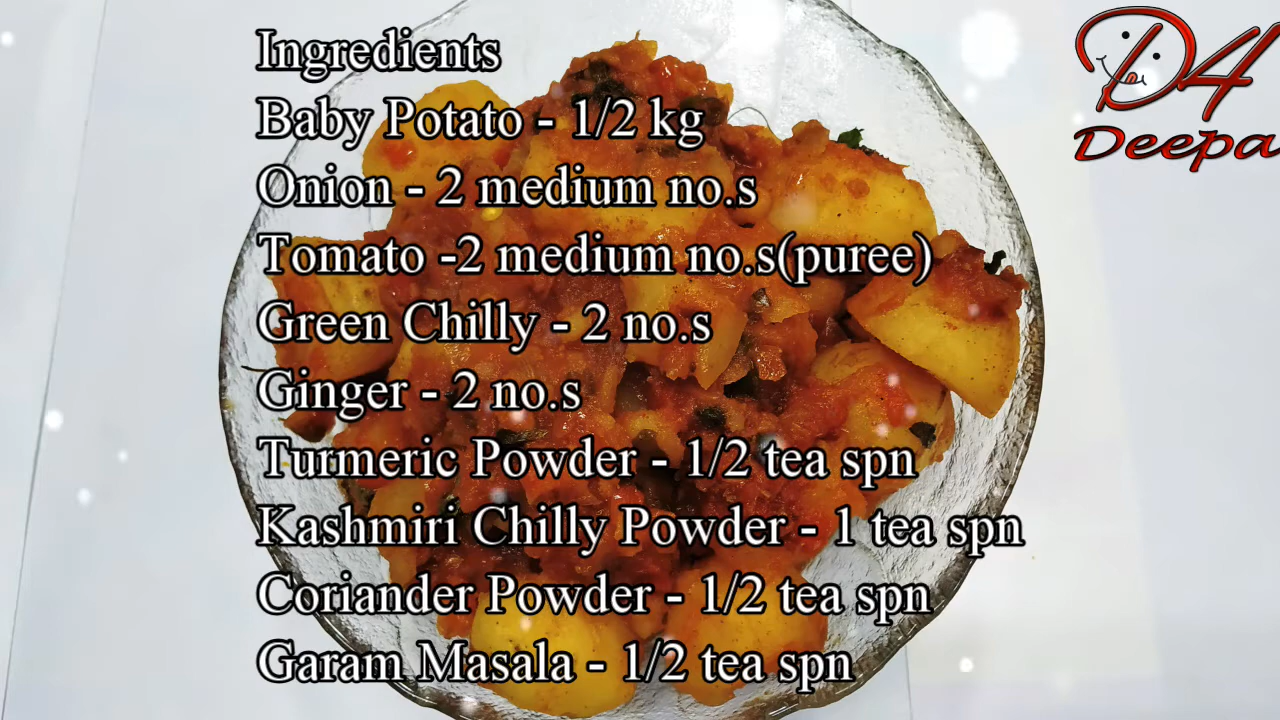 Ingredients
Baby Potato - 1/2 kg
Onion - 2 medium no.s
Tomato -2 medium no.s(puree)
Green Chilly - 2 no.s
Ginger - 2 no.s
Turmeric Powder - 1/2 tea spn
Kashmiri Chilly Powder - 1 tea spn
Coriander Powder - 1/2 tea spn
Garam Masala - 1/2 tea spn
D4
Deepa